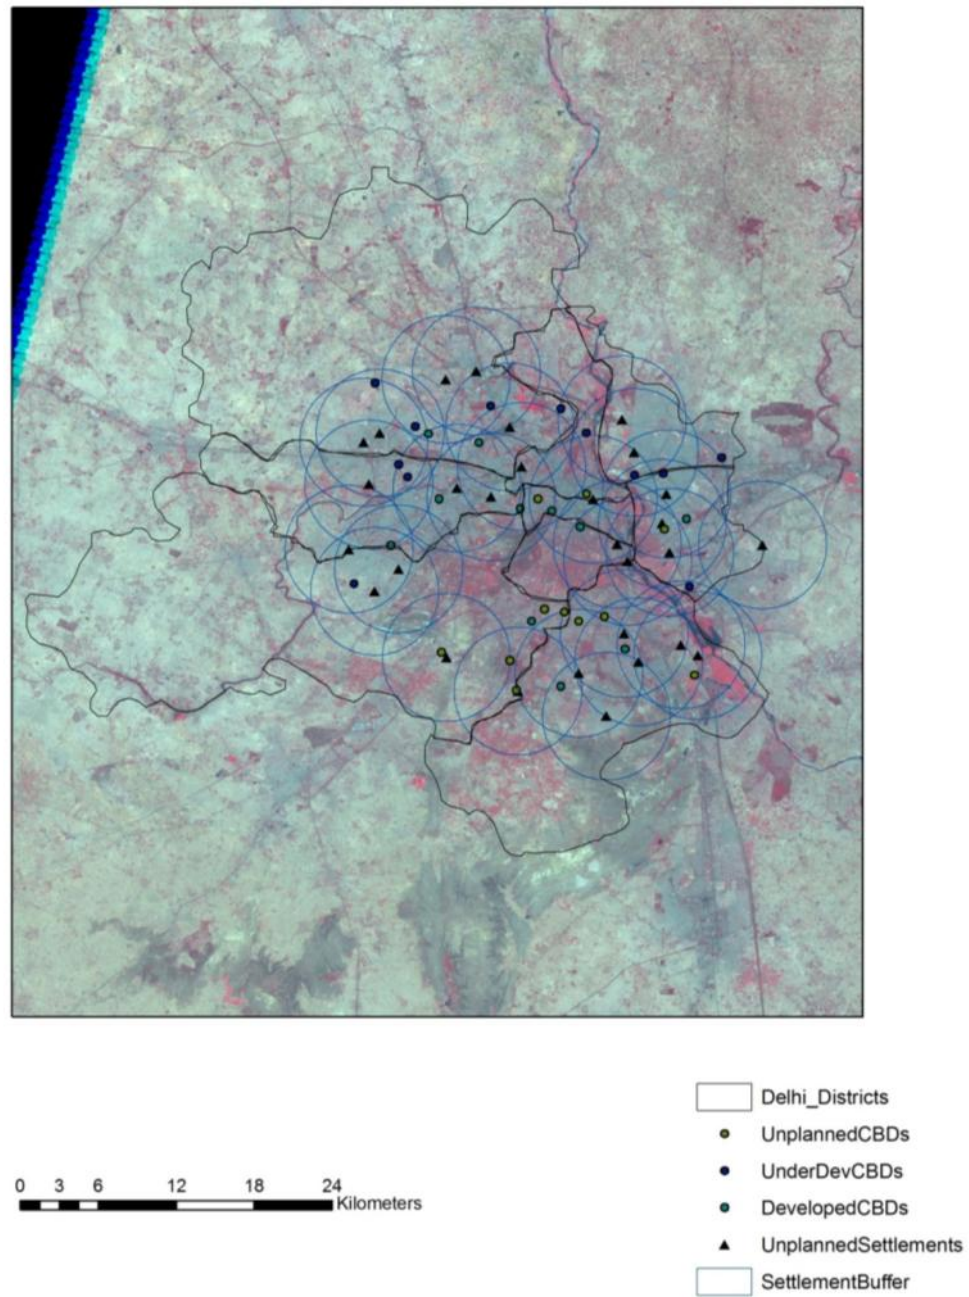 Delhi_Districts
UnplannedCBDs
UnderDevCBDs
DevelopedCBDs
UnplannedSettlements
SettlementBuffer
0 3 6 12 18 24
Kilometers